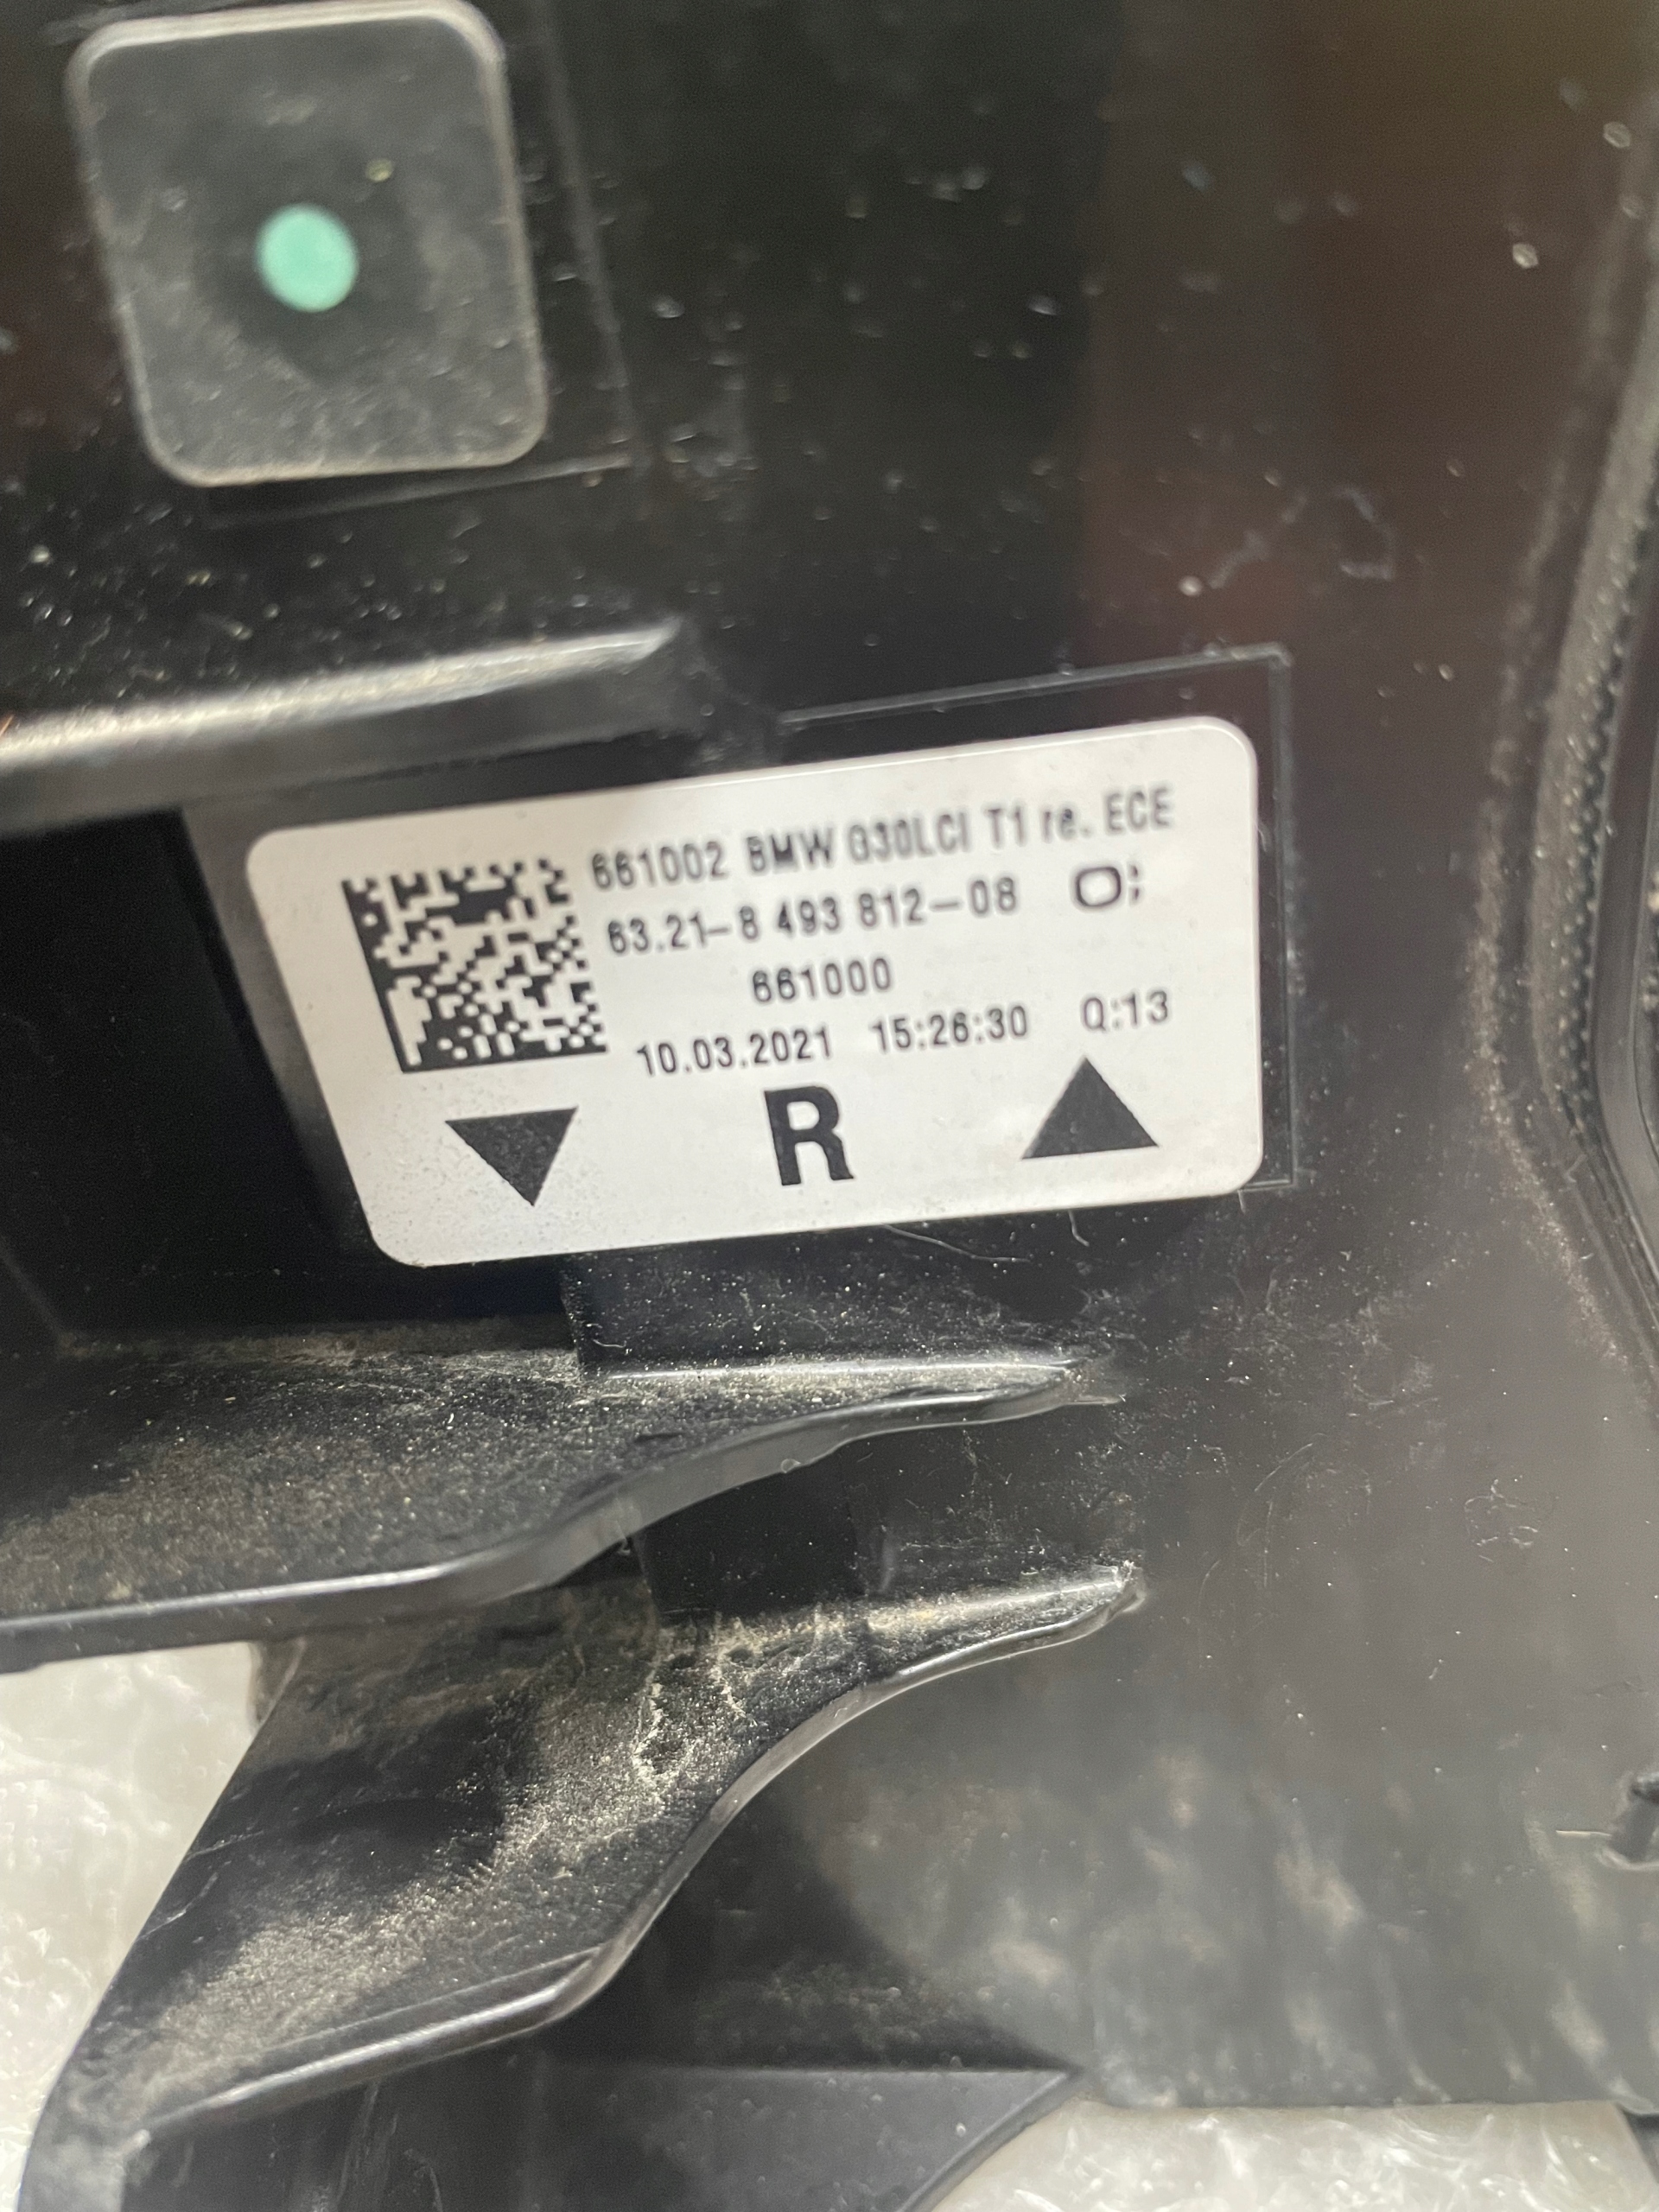 661002 BMW G30LCI T1 re. ECE
63.21-8 493 812-08
661000
10.03.2021 15:26:30 Q:13
R